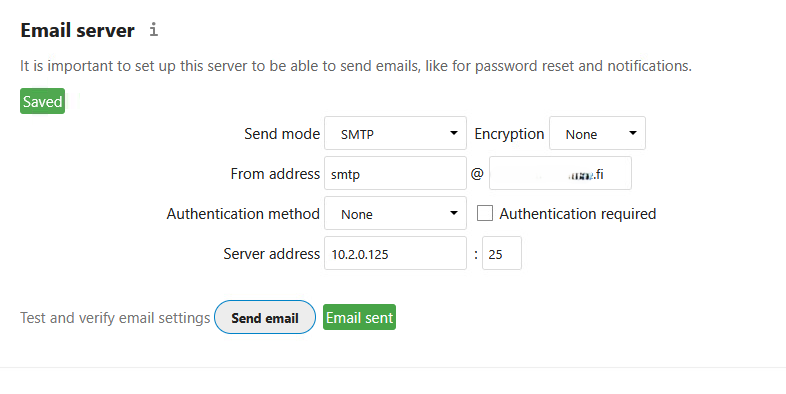 Email server i
It is important to set up this server to be able to send emails, like for password reset and notifications.
Saved
Send mode SMTP Encryption None
From address smtp @ .fi
Authentication method None Authentication required
Server address 10.2.0.125 : 25
Test and verify email settings Send email Email sent